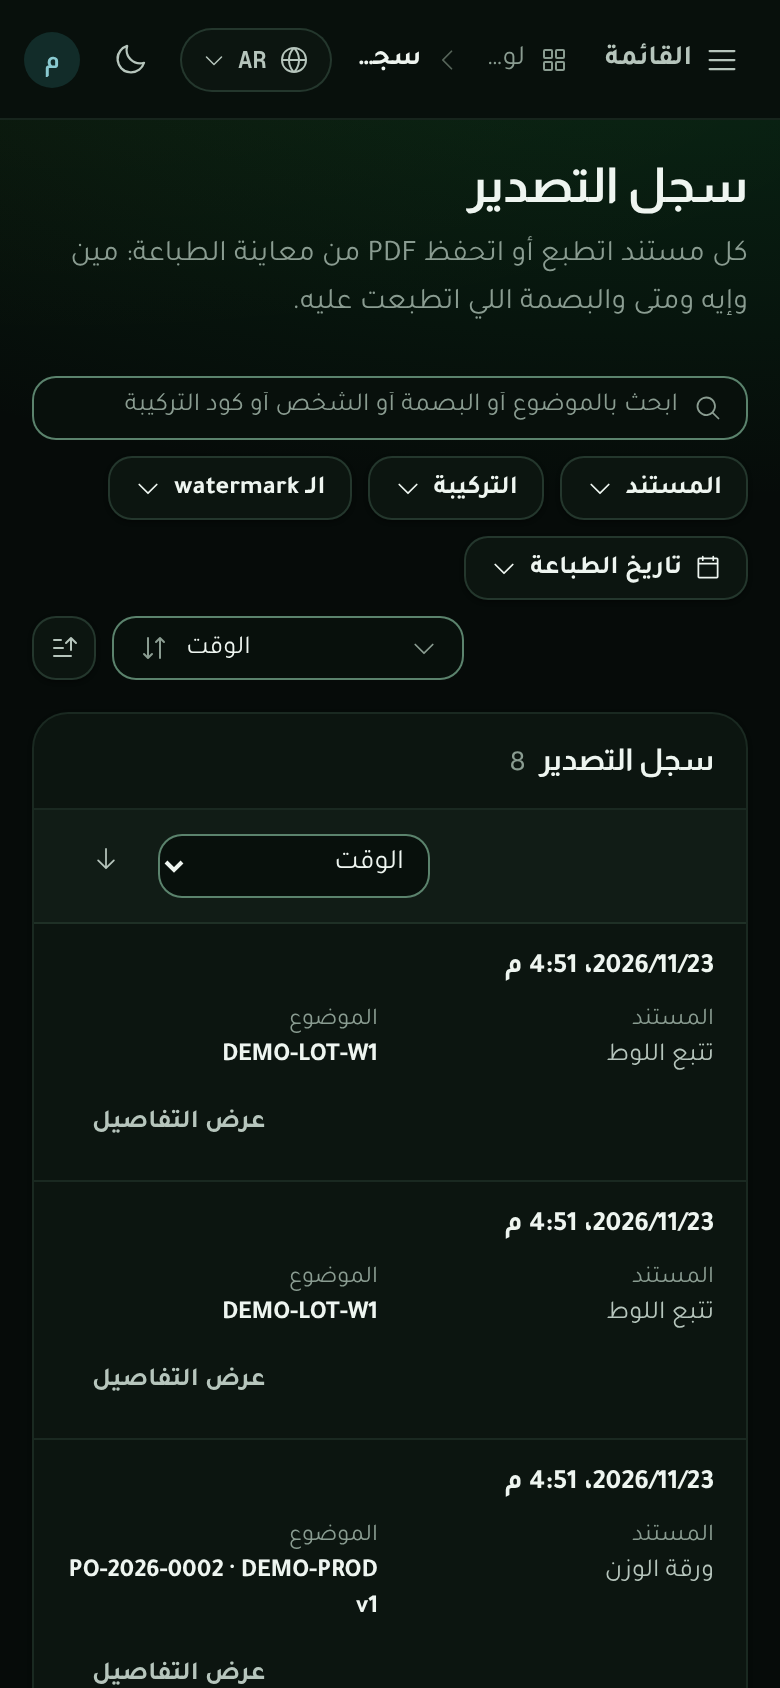 القائمة
لو...
سج...
AR
م
سجل التصدير
كل مستند اتطبع أو اتحفظ PDF من معاينة الطباعة: مين
وإيه ومتى والبصمة اللي اتطبعت عليه.
ابحث بالموضوع أو البصمة أو الشخص أو كود التركيبة
المستند
التركيبة
الـ watermark
تاريخ الطباعة
الوقت
سجل التصدير 8
الوقت
2026/11/23، 4:51 م
المستند
تتبع اللوط
الموضوع
DEMO-LOT-W1
عرض التفاصيل
2026/11/23، 4:51 م
المستند
تتبع اللوط
الموضوع
DEMO-LOT-W1
عرض التفاصيل
2026/11/23، 4:51 م
المستند
ورقة الوزن
الموضوع
PO-2026-0002 · DEMO-PROD
v1
عرض التفاصيل